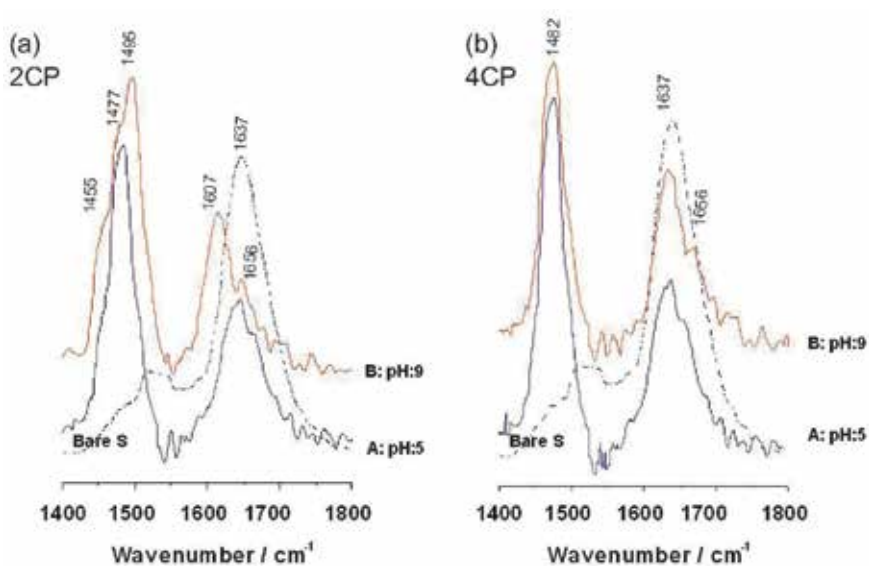 (a)
2CP
1455
1477
1495
1607
1637
1656
B: pH:9
Bare S
A: pH:5
1400 1500 1600 1700 1800
Wavenumber / cm⁻¹
(b)
4CP
1482
1637
1656
B: pH:9
Bare S
A: pH:5
1400 1500 1600 1700 1800
Wavenumber / cm⁻¹